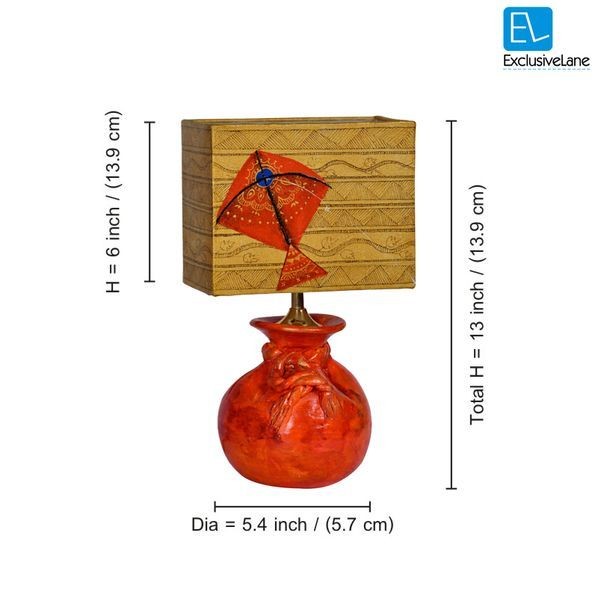 EL
ExclusiveLane
H = 6 inch / (13.9 cm)
Total H = 13 inch / (13.9 cm)
Dia = 5.4 inch / (5.7 cm)